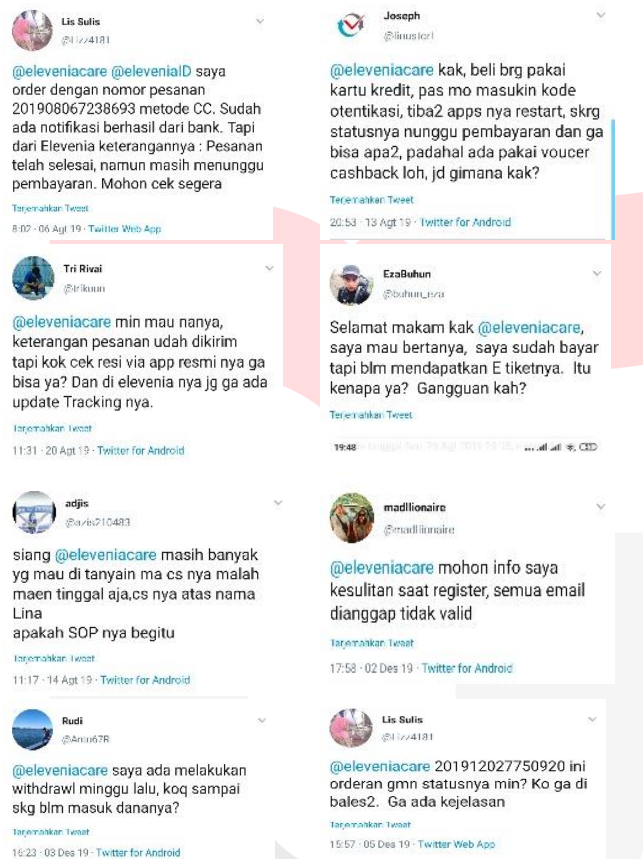 Lis Sulis
@Lizz4181
@eleveniacare @eleveniaID saya
order dengan nomor pesanan
201908067238693 metode CC. Sudah
ada notifikasi berhasil dari bank. Tapi
dari Elevenia keterangannya : Pesanan
telah selesai, namun masih menunggu
pembayaran. Mohon cek segera
Terjemahkan Tweet
8:02 · 06 Agt 19 · Twitter Web App
Joseph
@eleveniacare kak, beli brg pakai
kartu kredit, pas mo masukin kode
otentikasi, tiba2 apps nya restart, skrg
statusnya nunggu pembayaran dan ga
bisa apa2, padahal ada pakai voucer
cashback loh, jd gimana kak?
Terjemahkan Tweet
20:53 · 13 Agt 19 · Twitter for Android
Tri Rivai
@trikuun
@eleveniacare min mau nanya,
keterangan pesanan udah dikirim
tapi kok cek resi via app resmi nya ga
bisa ya? Dan di elevenia nya jg ga ada
update Tracking nya.
Terjemahkan Tweet
11:31 · 20 Agt 19 · Twitter for Android
EzaBuhun
@buhun_eza
Selamat makam kak @eleveniacare,
saya mau bertanya, saya sudah bayar
tapi blm mendapatkan E tiketnya. Itu
kenapa ya? Gangguan kah?
Terjemahkan Tweet
19:48
adjis
@azis210483
siang @eleveniacare masih banyak
yg mau di tanyain ma cs nya malah
maen tinggal aja,cs nya atas nama
Lina
apakah SOP nya begitu
Terjemahkan Tweet
11:17 · 14 Agt 19 · Twitter for Android
madllionaire
@madllionaire
@eleveniacare mohon info saya
kesulitan saat register, semua email
dianggap tidak valid
Terjemahkan Tweet
17:58 · 02 Des 19 · Twitter for Android
Rudi
@eleveniacare saya ada melakukan
withdrawl minggu lalu, koq sampai
skg blm masuk dananya?
Terjemahkan Tweet
16:23 · 03 Des 19 · Twitter for Android
Lis Sulis
@Lizz4181
@eleveniacare 201912027750920 ini
orderan gmn statusnya min? Ko ga di
bales2. Ga ada kejelasan
Terjemahkan Tweet
15:57 · 05 Des 19 · Twitter Web App